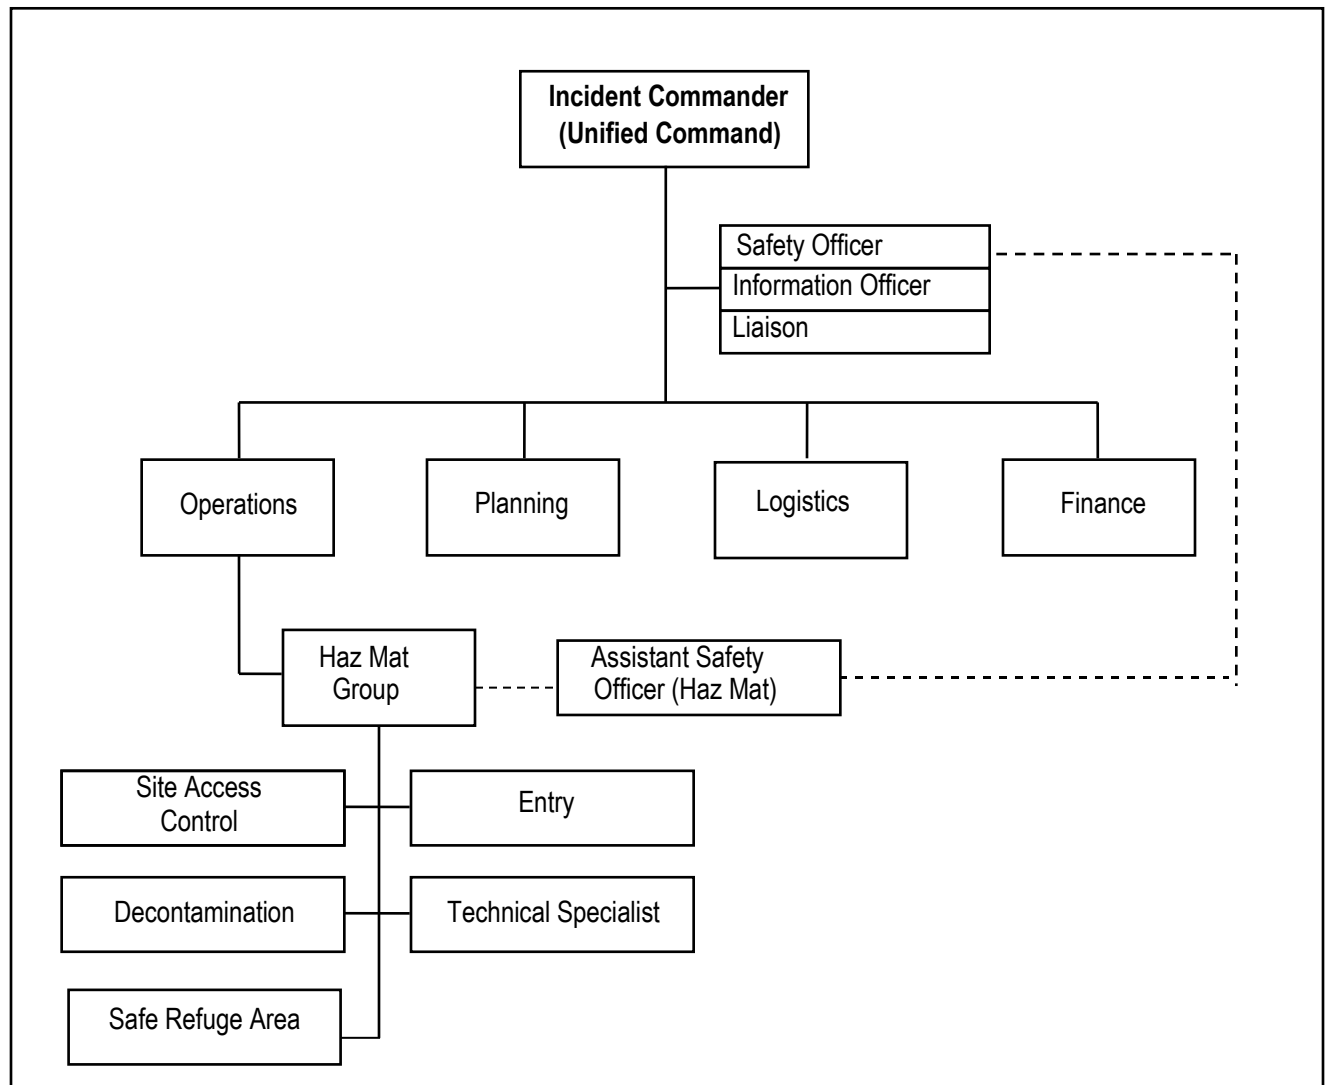 Incident Commander
(Unified Command)
Safety Officer
Information Officer
Liaison
Operations
Planning
Logistics
Finance
Haz Mat
Group
Assistant Safety
Officer (Haz Mat)
Site Access
Control
Entry
Decontamination
Technical Specialist
Safe Refuge Area